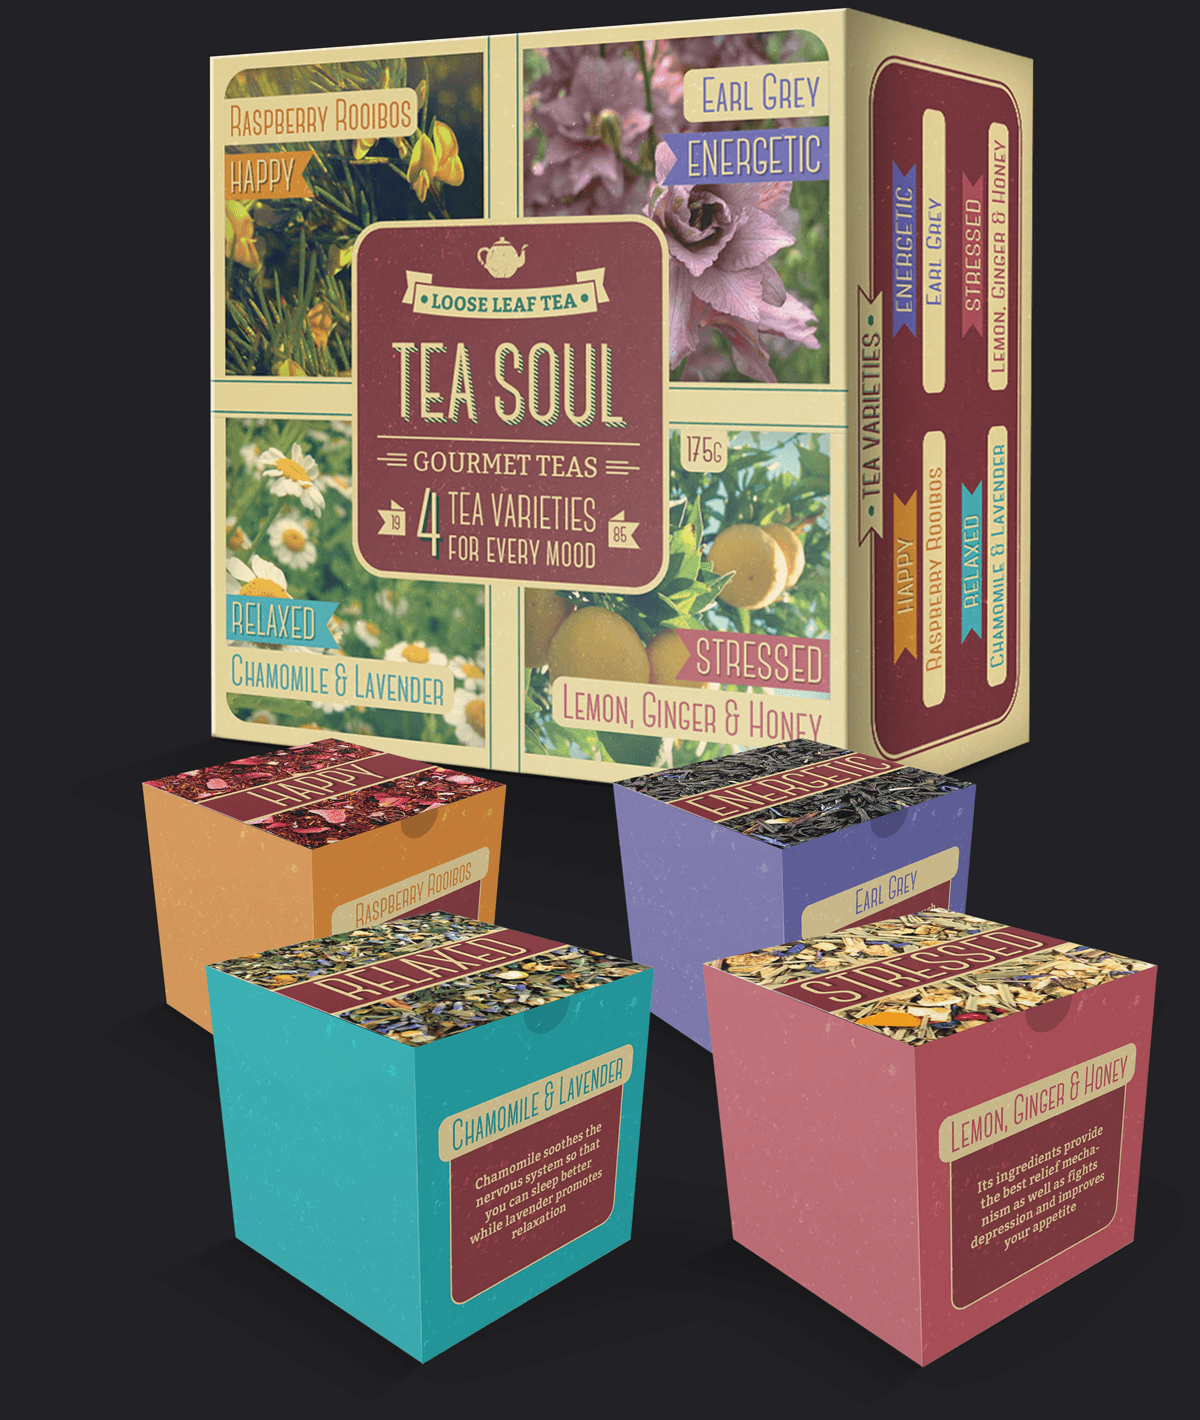 Raspberry Rooibos
HAPPY
Earl Grey
ENERGETIC
LOOSE LEAF TEA
TEA SOUL
GOURMET TEAS
19
4 TEA VARIETIES
FOR EVERY MOOD
85
175G
RELAXED
Chamomile & Lavender
STRESSED
Lemon, Ginger & Honey
TEA VARIETIES
ENERGETIC
Earl Grey
STRESSED
Lemon, Ginger & Honey
HAPPY
Raspberry Rooibos
RELAXED
Chamomile & Lavender
HAPPY
Raspberry Rooibos
ENERGETIC
Earl Grey
RELAXED
Chamomile & Lavender
Chamomile soothes the
nervous system so that
you can sleep better
while lavender promotes
relaxation
STRESSED
Lemon, Ginger & Honey
Its ingredients provide
the best relief mecha-
nism as well as fights
depression and improves
your appetite